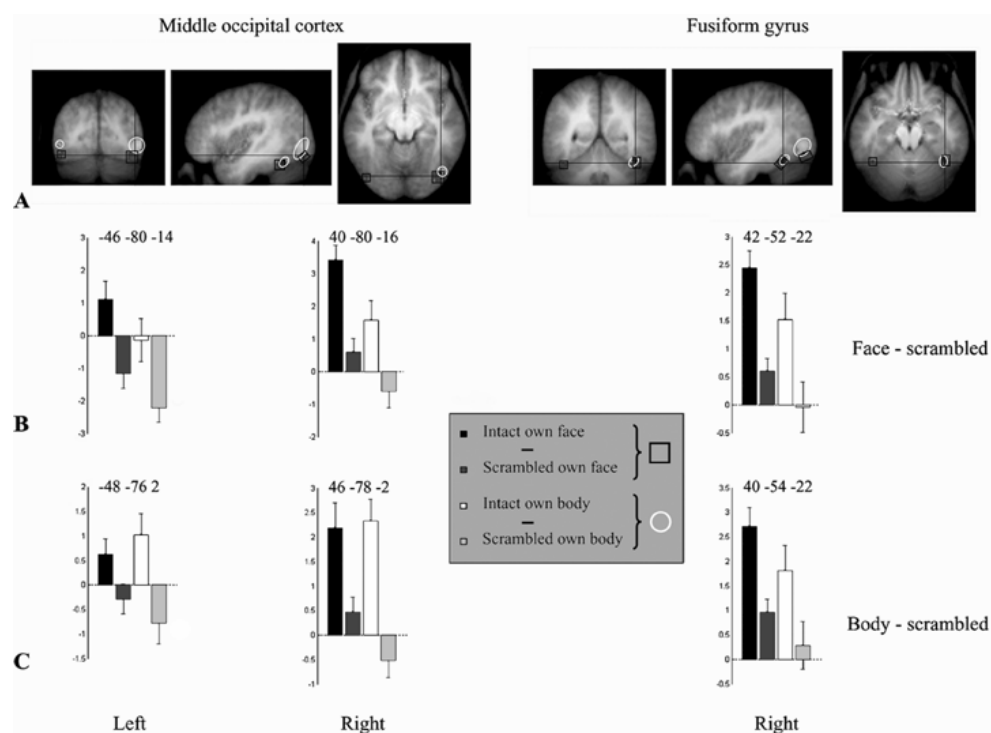 Middle occipital cortex
Fusiform gyrus
A
B
-46 -80 -14
3
2
1
0
-1
-2
-3
40 -80 -16
4
3
2
1
0
-1
-2
42 -52 -22
3
2.5
2
1.5
1
0.5
0
-0.5
Face - scrambled
Intact own face
Scrambled own face
Intact own body
Scrambled own body
C
-48 -76 2
2
1.5
1
0.5
0
-0.5
-1
-1.5
46 -78 -2
3
2.5
2
1.5
1
0.5
0
-0.5
-1
40 -54 -22
3.5
3
2.5
2
1.5
1
0.5
0
0.5
Body - scrambled
Left
Right
Right